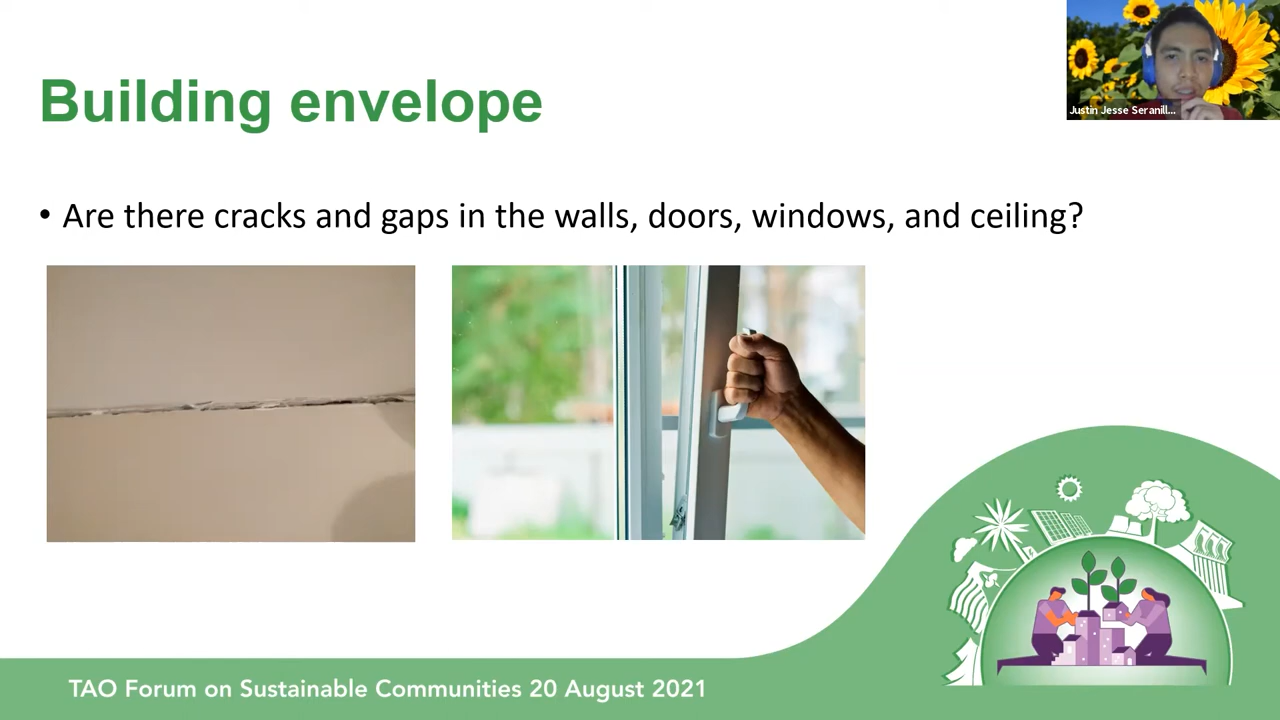 Building envelope
Justin Jesse Seranill...
• Are there cracks and gaps in the walls, doors, windows, and ceiling?
TAO Forum on Sustainable Communities 20 August 2021